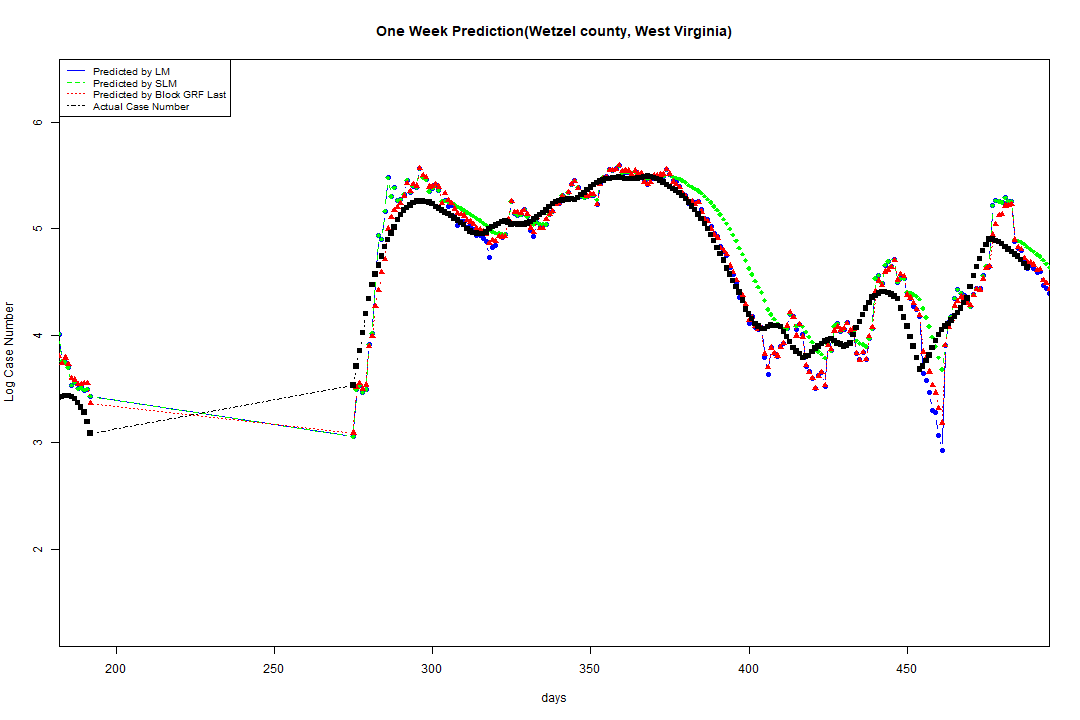 One Week Prediction(Wetzel county, West Virginia)
Predicted by LM
Predicted by SLM
Predicted by Block GRF Last
Actual Case Number
6
5
4
3
2
Log Case Number
200 250 300 350 400 450
days